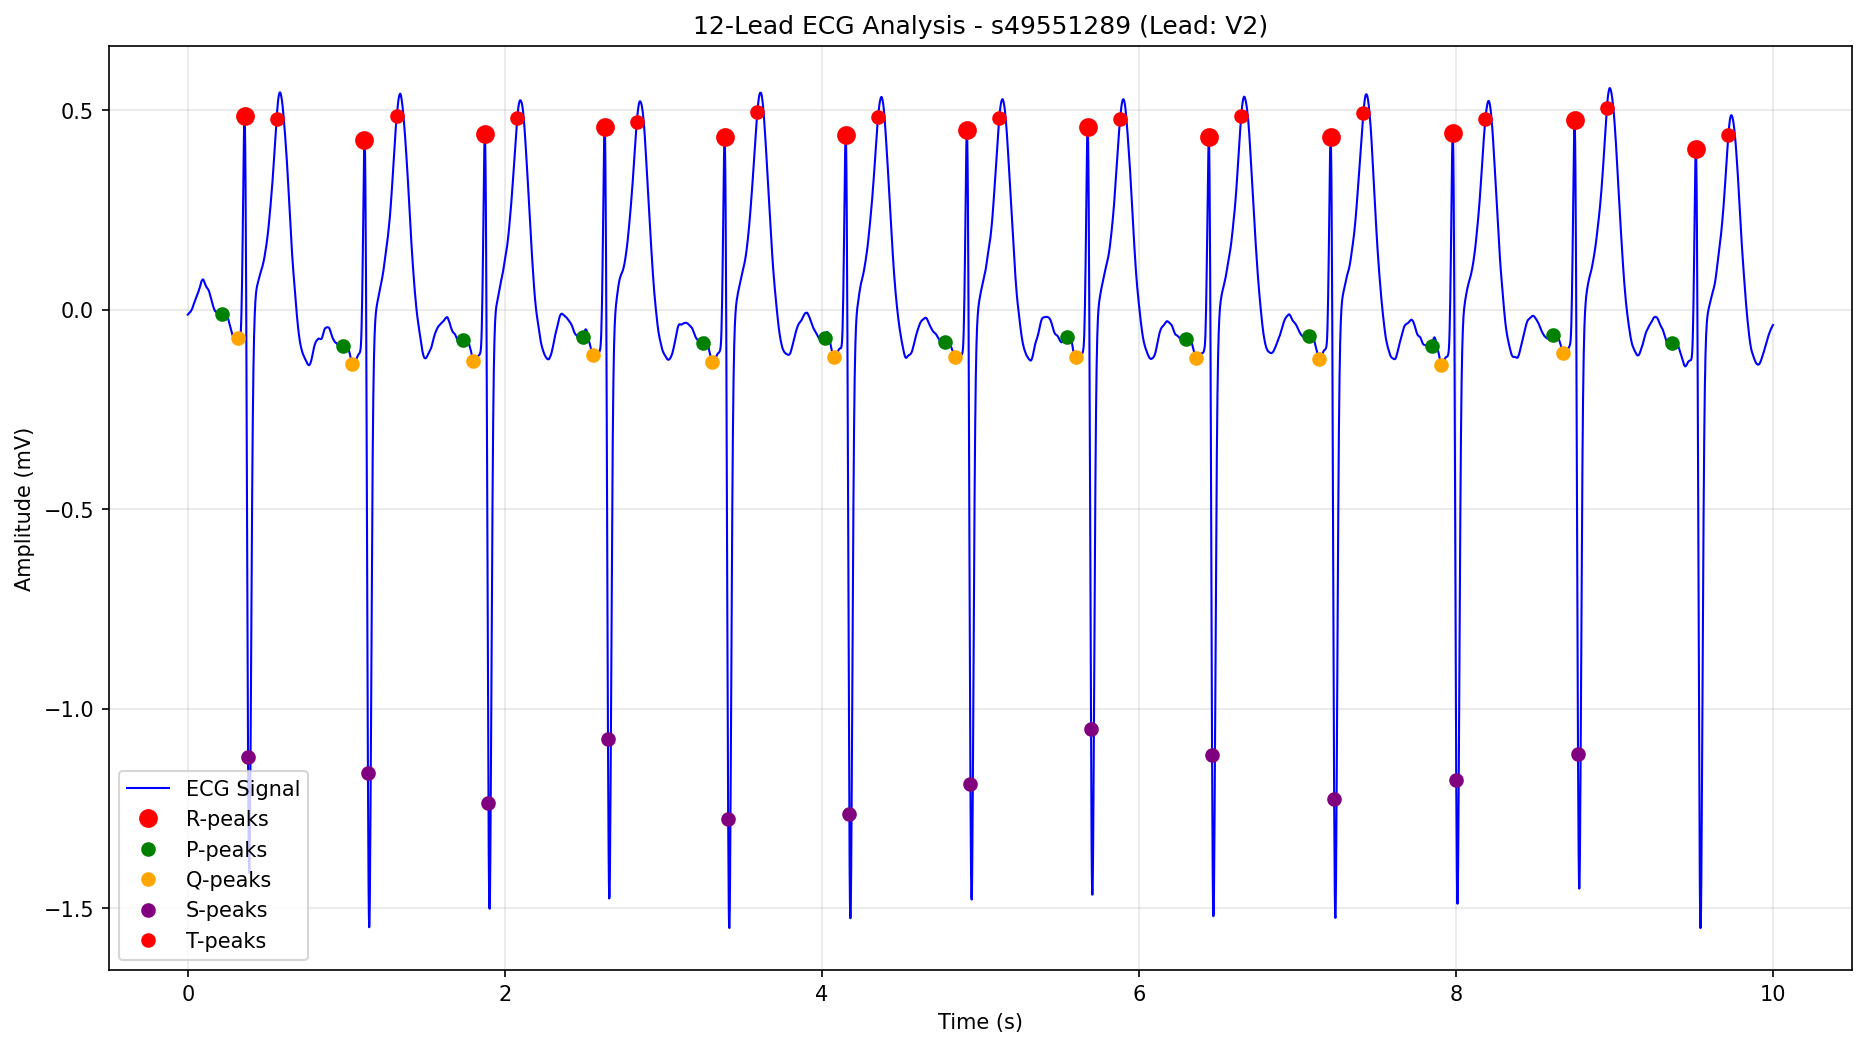 12-Lead ECG Analysis - s49551289 (Lead: V2)
Amplitude (mV)
0.5
0.0
−0.5
−1.0
−1.5
ECG Signal
R-peaks
P-peaks
Q-peaks
S-peaks
T-peaks
0 2 4 6 8 10
Time (s)